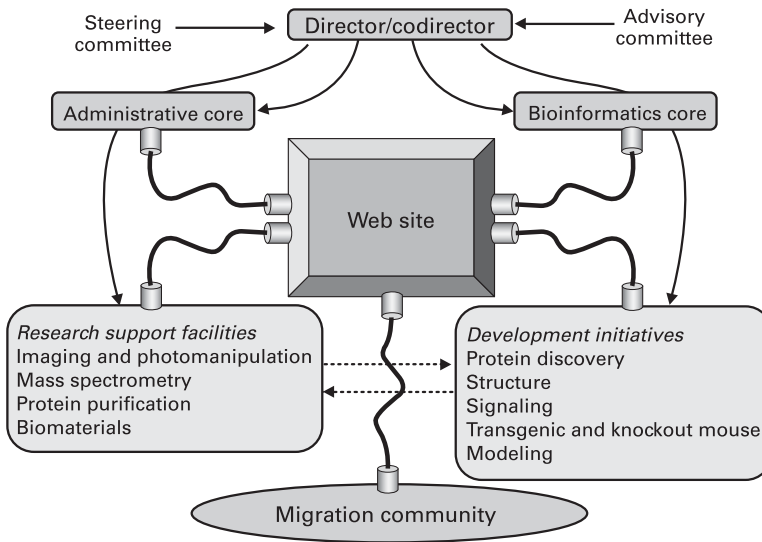 Steering
committee
Director/codirector
Advisory
committee
Administrative core
Bioinformatics core
Web site
Research support facilities
Imaging and photomanipulation
Mass spectrometry
Protein purification
Biomaterials
Development initiatives
Protein discovery
Structure
Signaling
Transgenic and knockout mouse
Modeling
Migration community